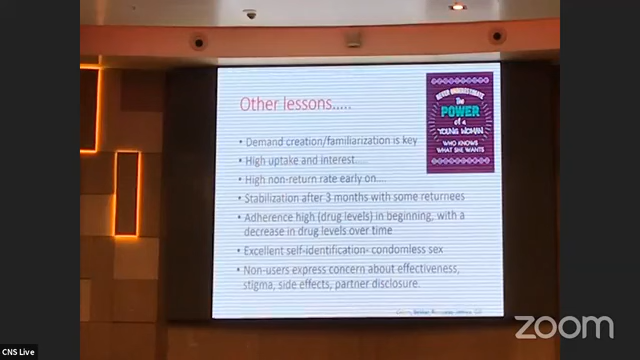 Other lessons.....
NEVER UNDERESTIMATE
The
POWER
of a
YOUNG WOMAN
WHO KNOWS
WHAT SHE WANTS
• Demand creation/familiarization is key
• High uptake and interest....
• High non-return rate early on....
• Stabilization after 3 months with some returnees
• Adherence high (drug levels) in beginning, with a
decrease in drug levels over time
• Excellent self-identification- condomless sex
• Non-users express concern about effectiveness,
stigma, side effects, partner disclosure.
zoom
CNS Live